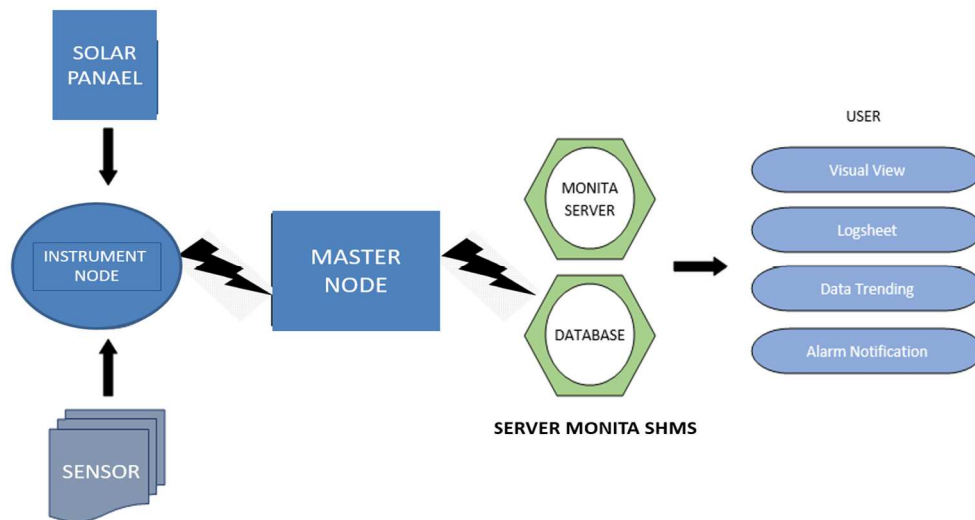 SOLAR
PANAEL
INSTRUMENT
NODE
SENSOR
MASTER
NODE
MONITA
SERVER
DATABASE
SERVER MONITA SHMS
USER
Visual View
Logsheet
Data Trending
Alarm Notification